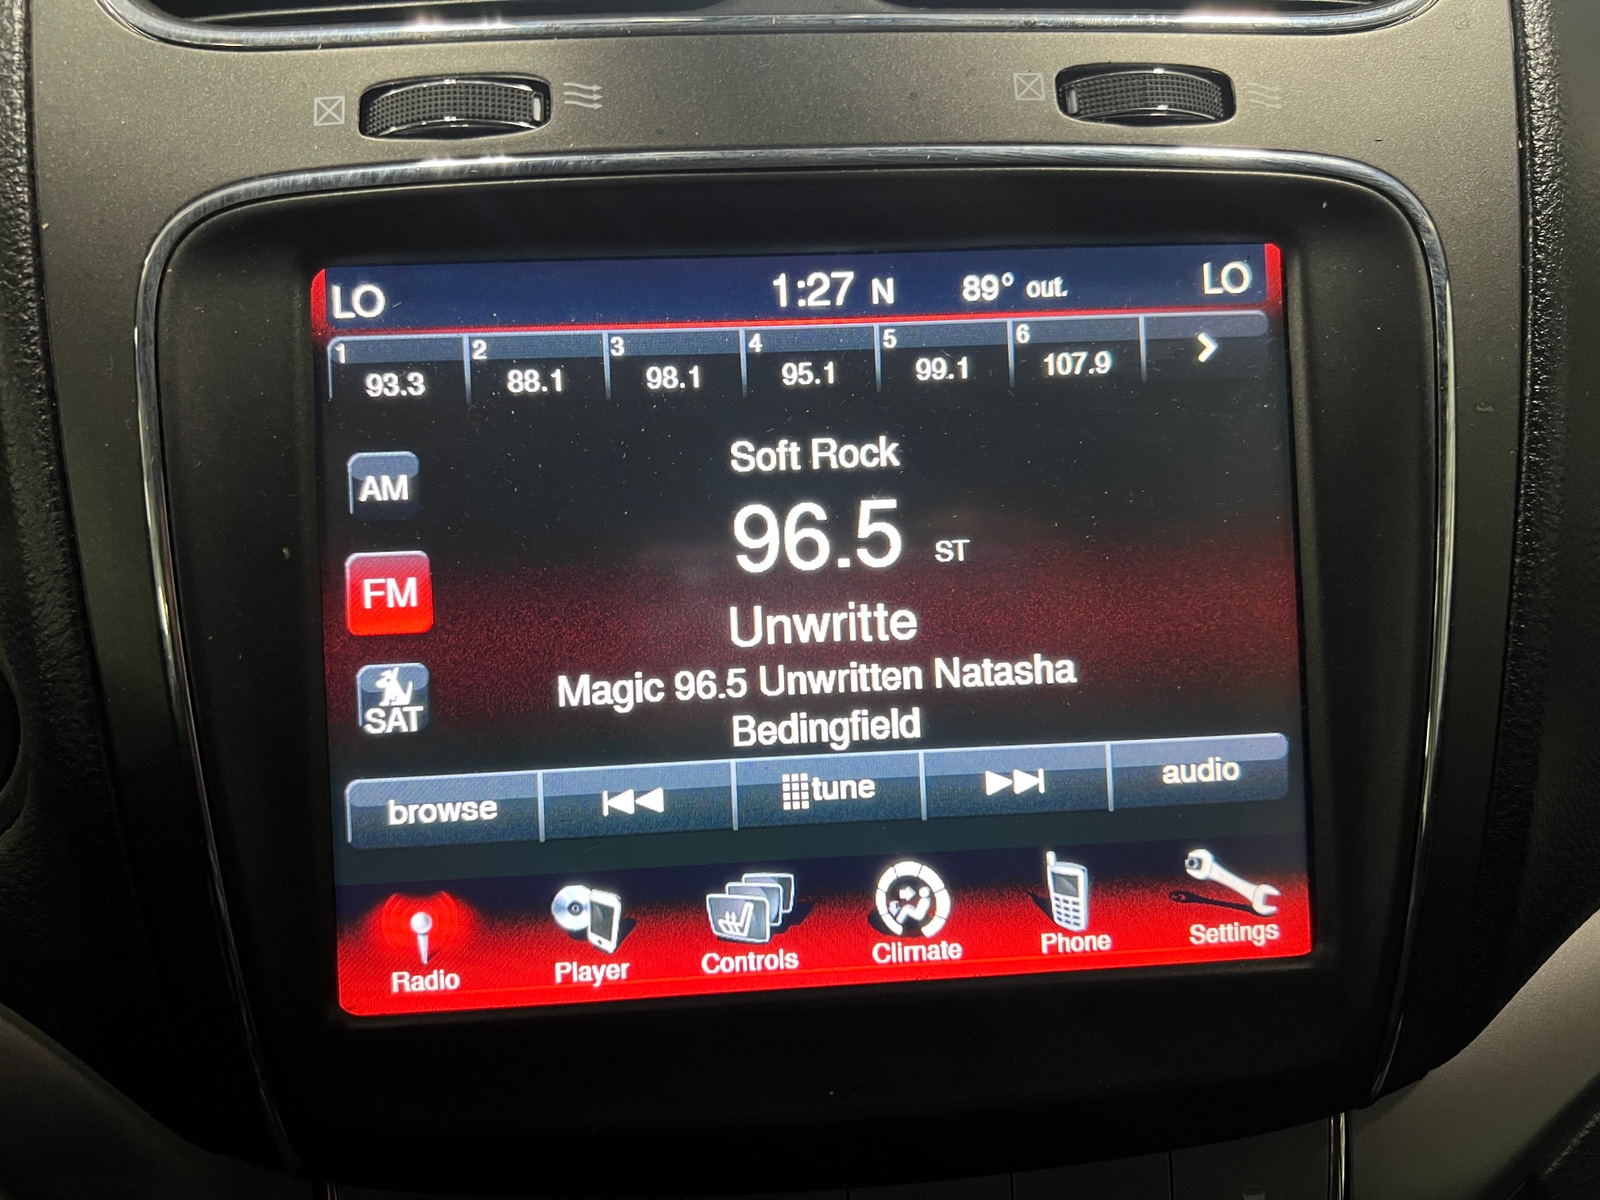 LO 1:27 N 89° out. LO
1 2 3 4 5 6
93.3 88.1 98.1 95.1 99.1 107.9
Soft Rock
AM
96.5 ST
FM
Unwritte
Magic 96.5 Unwritten Natasha
Bedingfield
SAT
browse tune audio
Radio Player Controls Climate Phone Settings